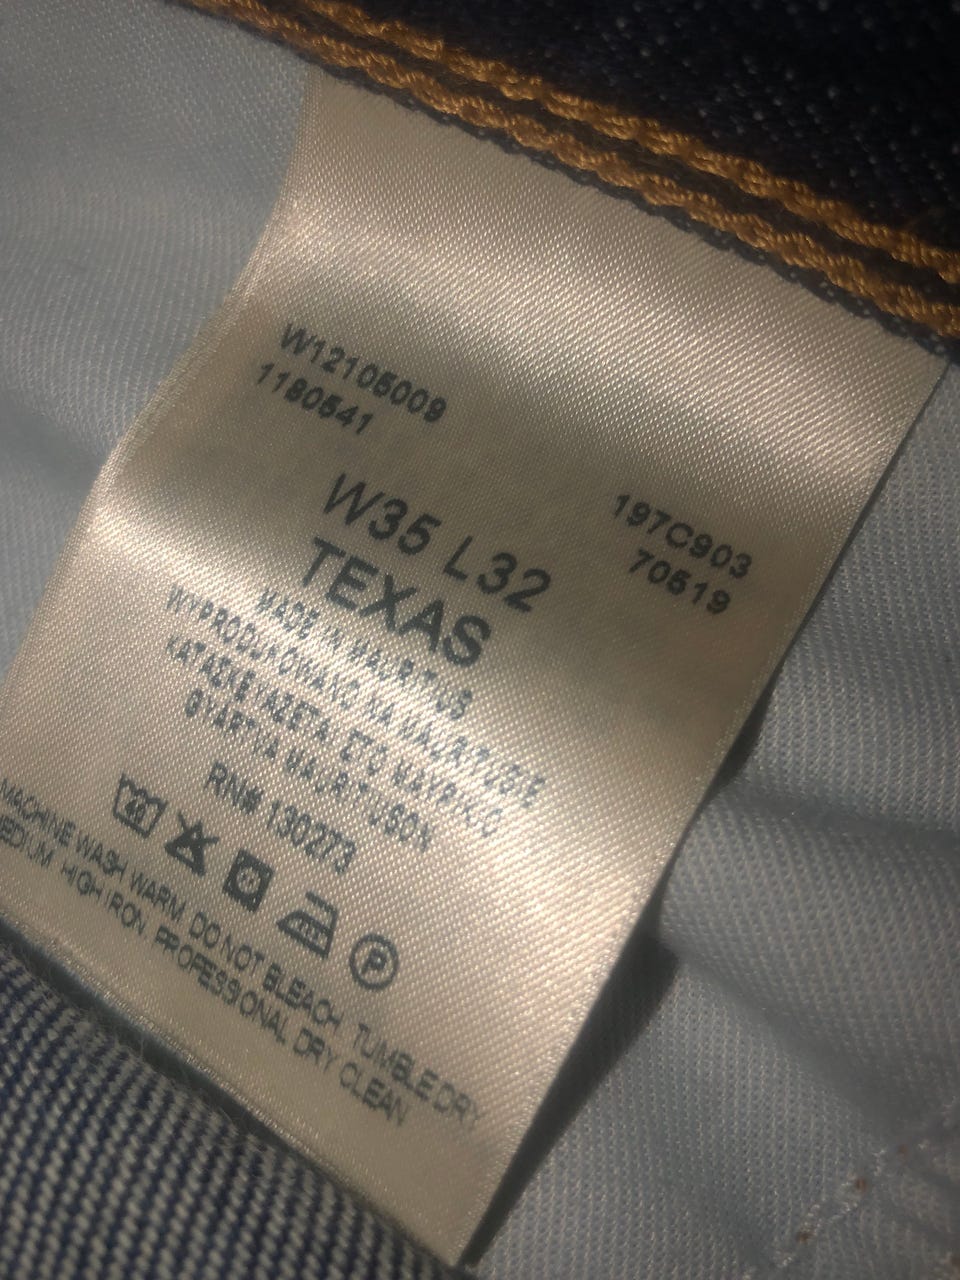 W12105009
1180541
197C903
70519
W35 L32
TEXAS
MADE IN MAURITIUS
WYPRODUKOWANO NA MAURITIUSIE
ΚΑΤΑΣΚΕΥΑΖΕΤΑΙ ΣΤΟ ΜΑΥΡΙΚΙΟ
GYÁRTVA MAURITIUSON
RN# 130273
P
MACHINE WASH WARM. DO NOT BLEACH. TUMBLE DRY
MEDIUM. HIGH IRON. PROFESSIONAL DRY CLEAN